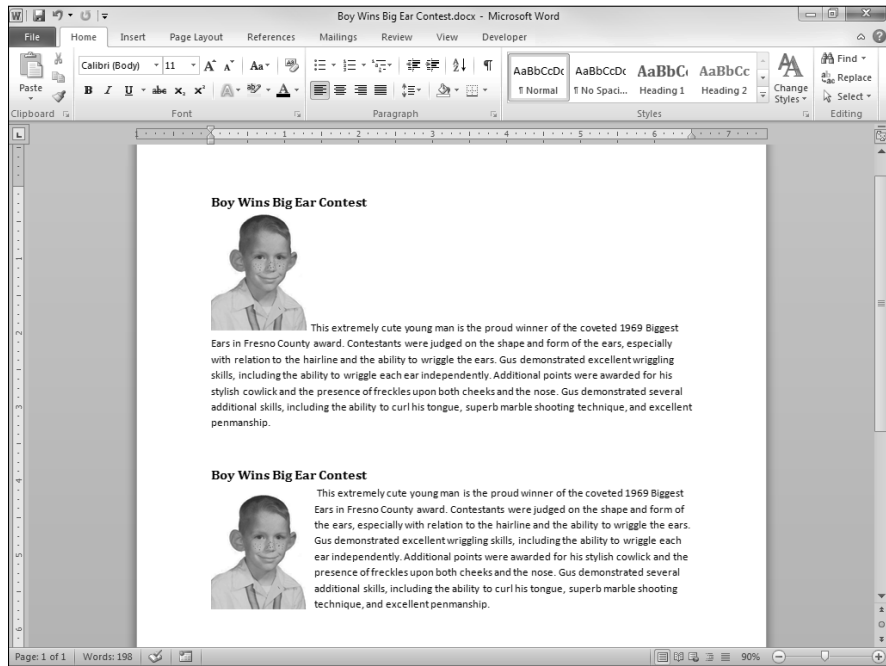 Boy Wins Big Ear Contest.docx - Microsoft Word
File Home Insert Page Layout References Mailings Review View Developer
Calibri (Body) 11 A A Aa
AaBbCcDc AaBbCcDc AaBbC AaBbCc
Find
Replace
Select
Paste
B I U abc x₂ x² A ab A
¶ Normal ¶ No Spaci... Heading 1 Heading 2
Change
Styles
Clipboard Font Paragraph Styles Editing
1 1 2 3 4 5 6 7
Boy Wins Big Ear Contest
This extremely cute young man is the proud winner of the coveted 1969 Biggest
Ears in Fresno County award. Contestants were judged on the shape and form of the ears, especially
with relation to the hairline and the ability to wriggle the ears. Gus demonstrated excellent wriggling
skills, including the ability to wriggle each ear independently. Additional points were awarded for his
stylish cowlick and the presence of freckles upon both cheeks and the nose. Gus demonstrated several
additional skills, including the ability to curl his tongue, superb marble shooting technique, and excellent
penmanship.
Boy Wins Big Ear Contest
This extremely cute young man is the proud winner of the coveted 1969 Biggest
Ears in Fresno County award. Contestants were judged on the shape and form of
the ears, especially with relation to the hairline and the ability to wriggle the ears.
Gus demonstrated excellent wriggling skills, including the ability to wriggle each
ear independently. Additional points were awarded for his stylish cowlick and the
presence of freckles upon both cheeks and the nose. Gus demonstrated several
additional skills, including the ability to curl his tongue, superb marble shooting
technique, and excellent penmanship.
Page: 1 of 1 Words: 198 90%